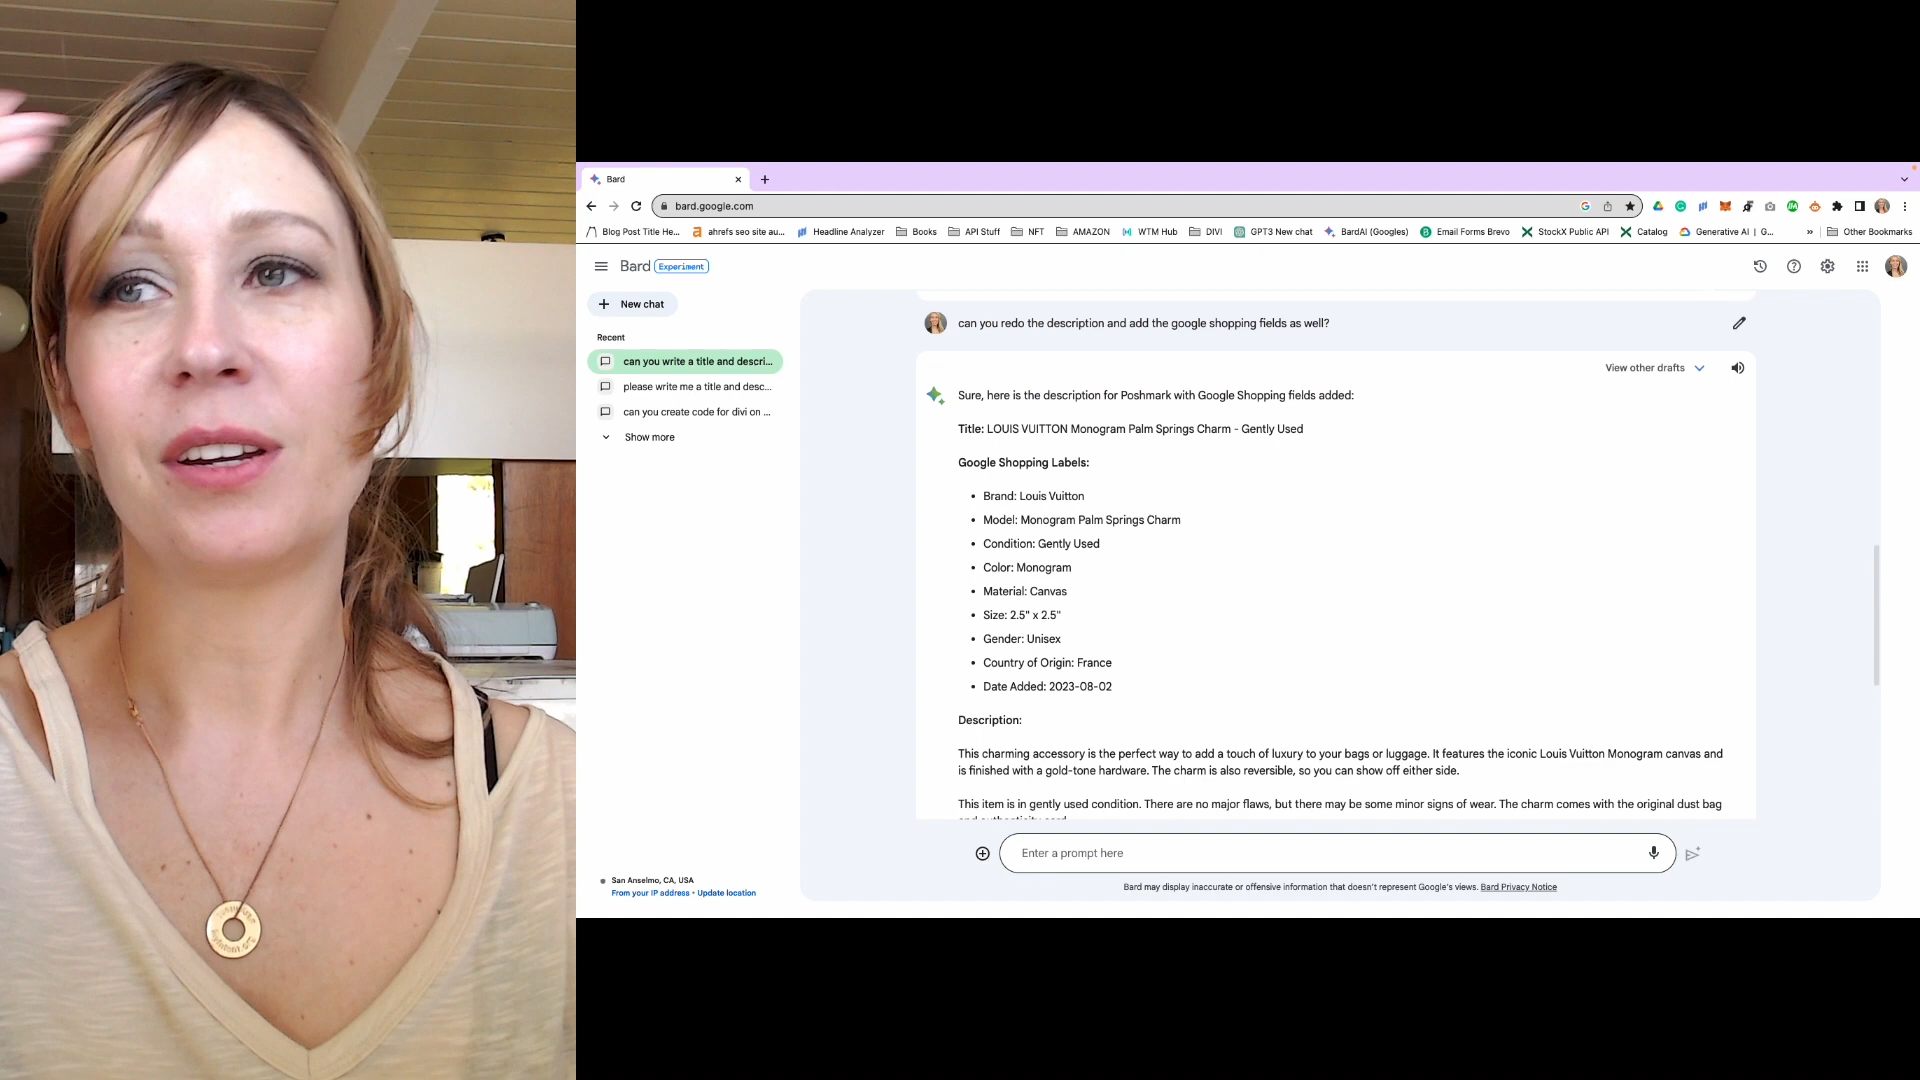 Bard
bard.google.com
Blog Post Title He...
ahrefs seo site au...
Headline Analyzer
Books
API Stuff
NFT
AMAZON
WTM Hub
DIVI
GPT3 New chat
BardAI (Googles)
Email Forms Brevo
StockX Public API
Catalog
Generative AI | G...
»
Other Bookmarks
Bard Experiment
New chat
Recent
can you write a title and descri...
please write me a title and desc...
can you create code for divi on ...
Show more
San Anselmo, CA, USA
From your IP address • Update location
can you redo the description and add the google shopping fields as well?
View other drafts
Sure, here is the description for Poshmark with Google Shopping fields added:
Title: LOUIS VUITTON Monogram Palm Springs Charm - Gently Used
Google Shopping Labels:
• Brand: Louis Vuitton
• Model: Monogram Palm Springs Charm
• Condition: Gently Used
• Color: Monogram
• Material: Canvas
• Size: 2.5" x 2.5"
• Gender: Unisex
• Country of Origin: France
• Date Added: 2023-08-02
Description:
This charming accessory is the perfect way to add a touch of luxury to your bags or luggage. It features the iconic Louis Vuitton Monogram canvas and
is finished with a gold-tone hardware. The charm is also reversible, so you can show off either side.
This item is in gently used condition. There are no major flaws, but there may be some minor signs of wear. The charm comes with the original dust bag
Enter a prompt here
Bard may display inaccurate or offensive information that doesn't represent Google's views. Bard Privacy Notice